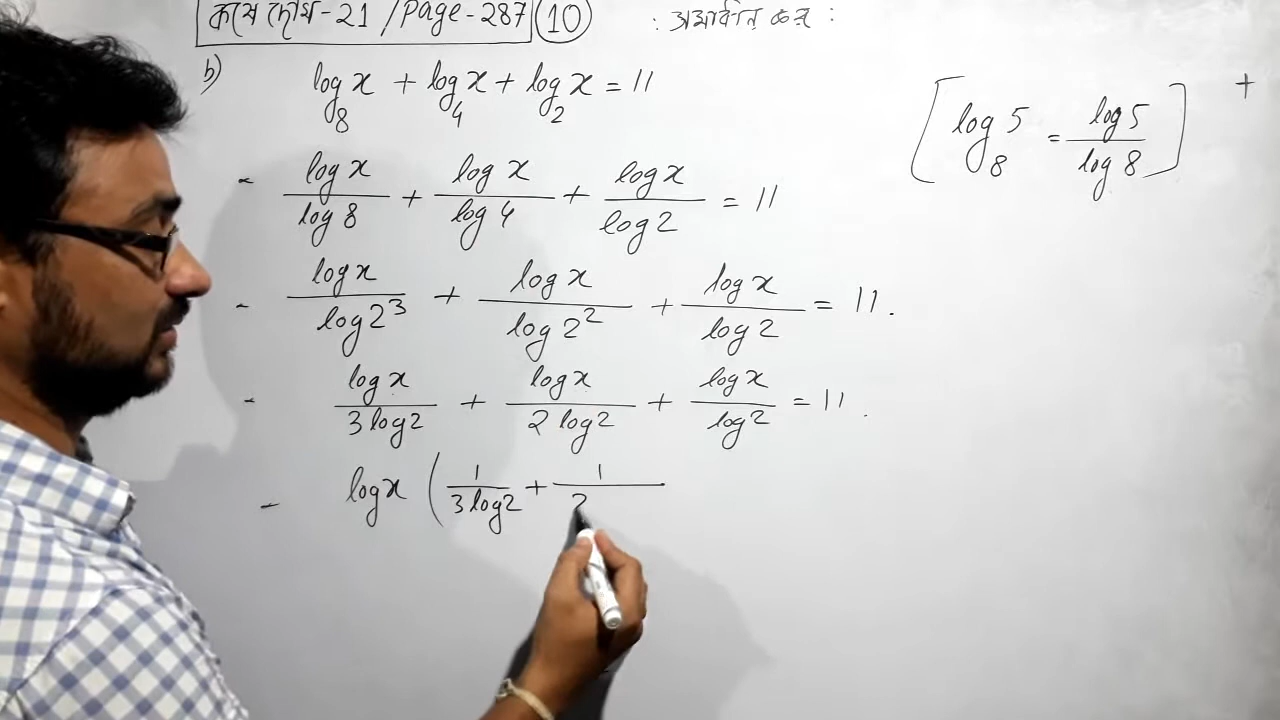 কষে দেখি-21 /Page-287 (10) : সমাধান কর :
b) log₈x + log₄x + log₂x = 11
- log x / log 8 + log x / log 4 + log x / log 2 = 11
- log x / log 2³ + log x / log 2² + log x / log 2 = 11.
- log x / 3 log 2 + log x / 2 log 2 + log x / log 2 = 11.
- log x ( 1 / 3 log 2 + 1 / 2
[ log₈5 = log 5 / log 8 ] +